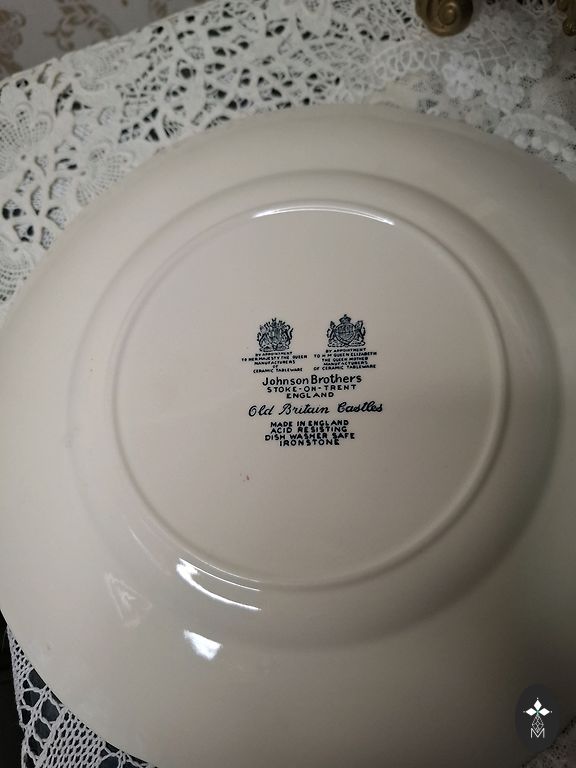 BY APPOINTMENT
TO HER MAJESTY THE QUEEN
MANUFACTURERS
OF
CERAMIC TABLEWARE
BY APPOINTMENT
TO H M QUEEN ELIZABETH
THE QUEEN MOTHER
MANUFACTURERS
OF CERAMIC TABLEWARE
Johnson Brothers
STOKE-ON-TRENT
ENGLAND
Old Britain Castles
MADE IN ENGLAND
ACID RESISTING
DISH WASHER SAFE
IRONSTONE
M